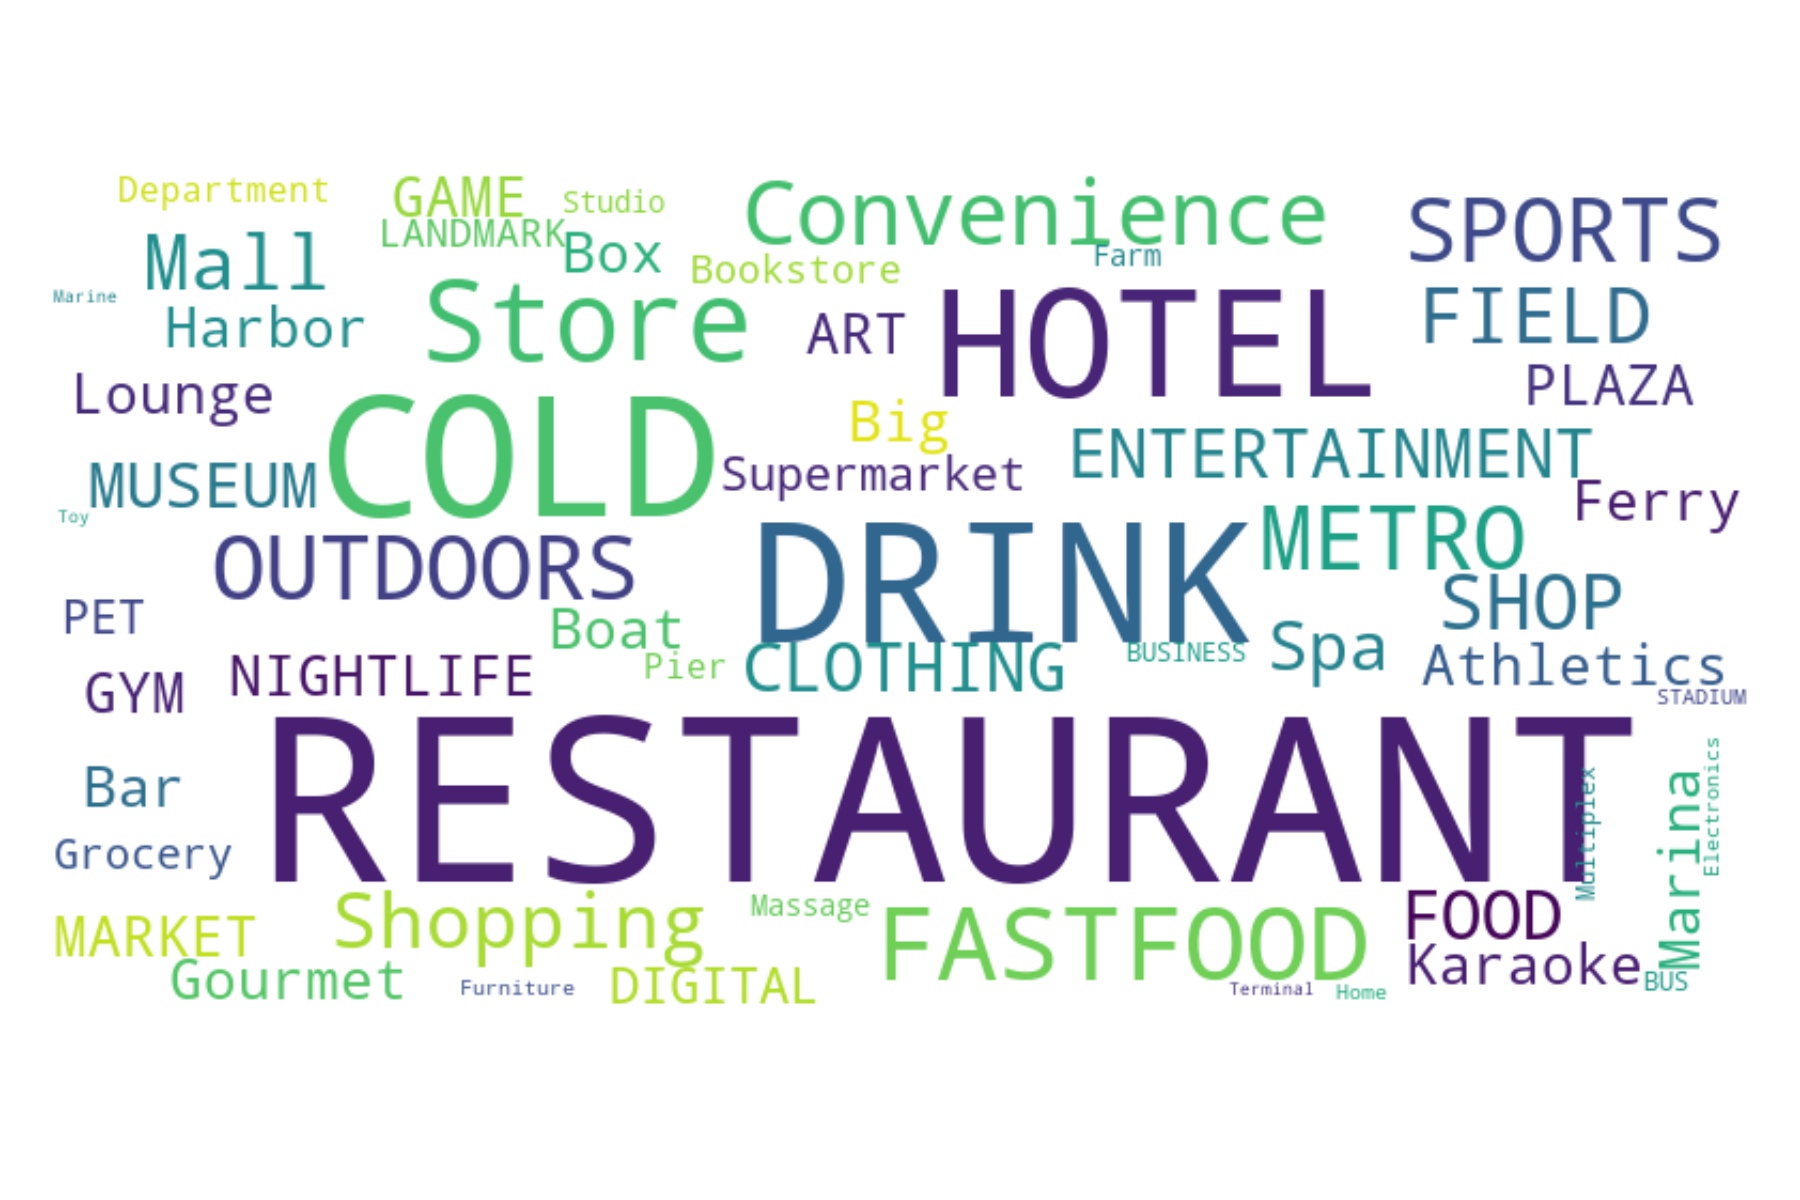 Department
GAME
Studio
Convenience
SPORTS
LANDMARK
Mall
Box
Farm
Bookstore
Marine
Harbor
Store
ART
HOTEL
FIELD
Lounge
PLAZA
COLD
Big
ENTERTAINMENT
MUSEUM
Supermarket
Ferry
Toy
OUTDOORS
DRINK
METRO
SHOP
PET
Boat
BUSINESS
Spa
GYM
NIGHTLIFE
Pier
CLOTHING
Athletics
STADIUM
RESTAURANT
Bar
Multiplex
Marina
Electronics
Grocery
MARKET
Shopping
Massage
FASTFOOD
FOOD
Karaoke
Gourmet
Furniture
DIGITAL
Terminal
Home
BUS